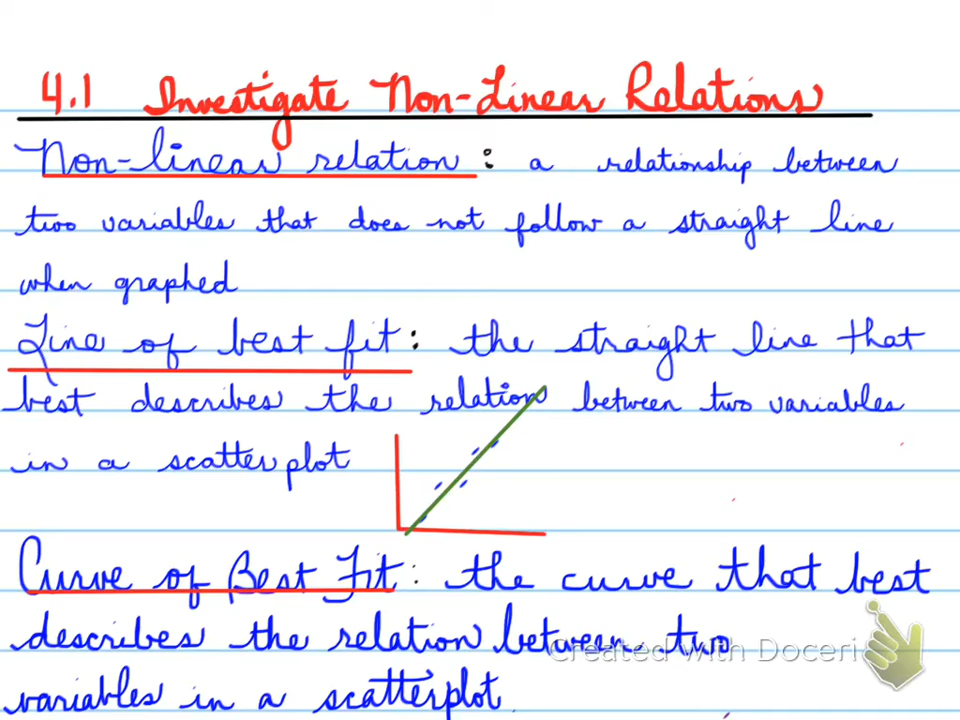 4.1 Investigate Non-Linear Relations
Non-linear relation: a relationship between
two variables that does not follow a straight line
when graphed
Line of best fit: the straight line that
best describes the relation between two variables
in a scatterplot
Curve of Best Fit: the curve that best
describes the relation between two
Created with Doceri
variables in a scatterplot.